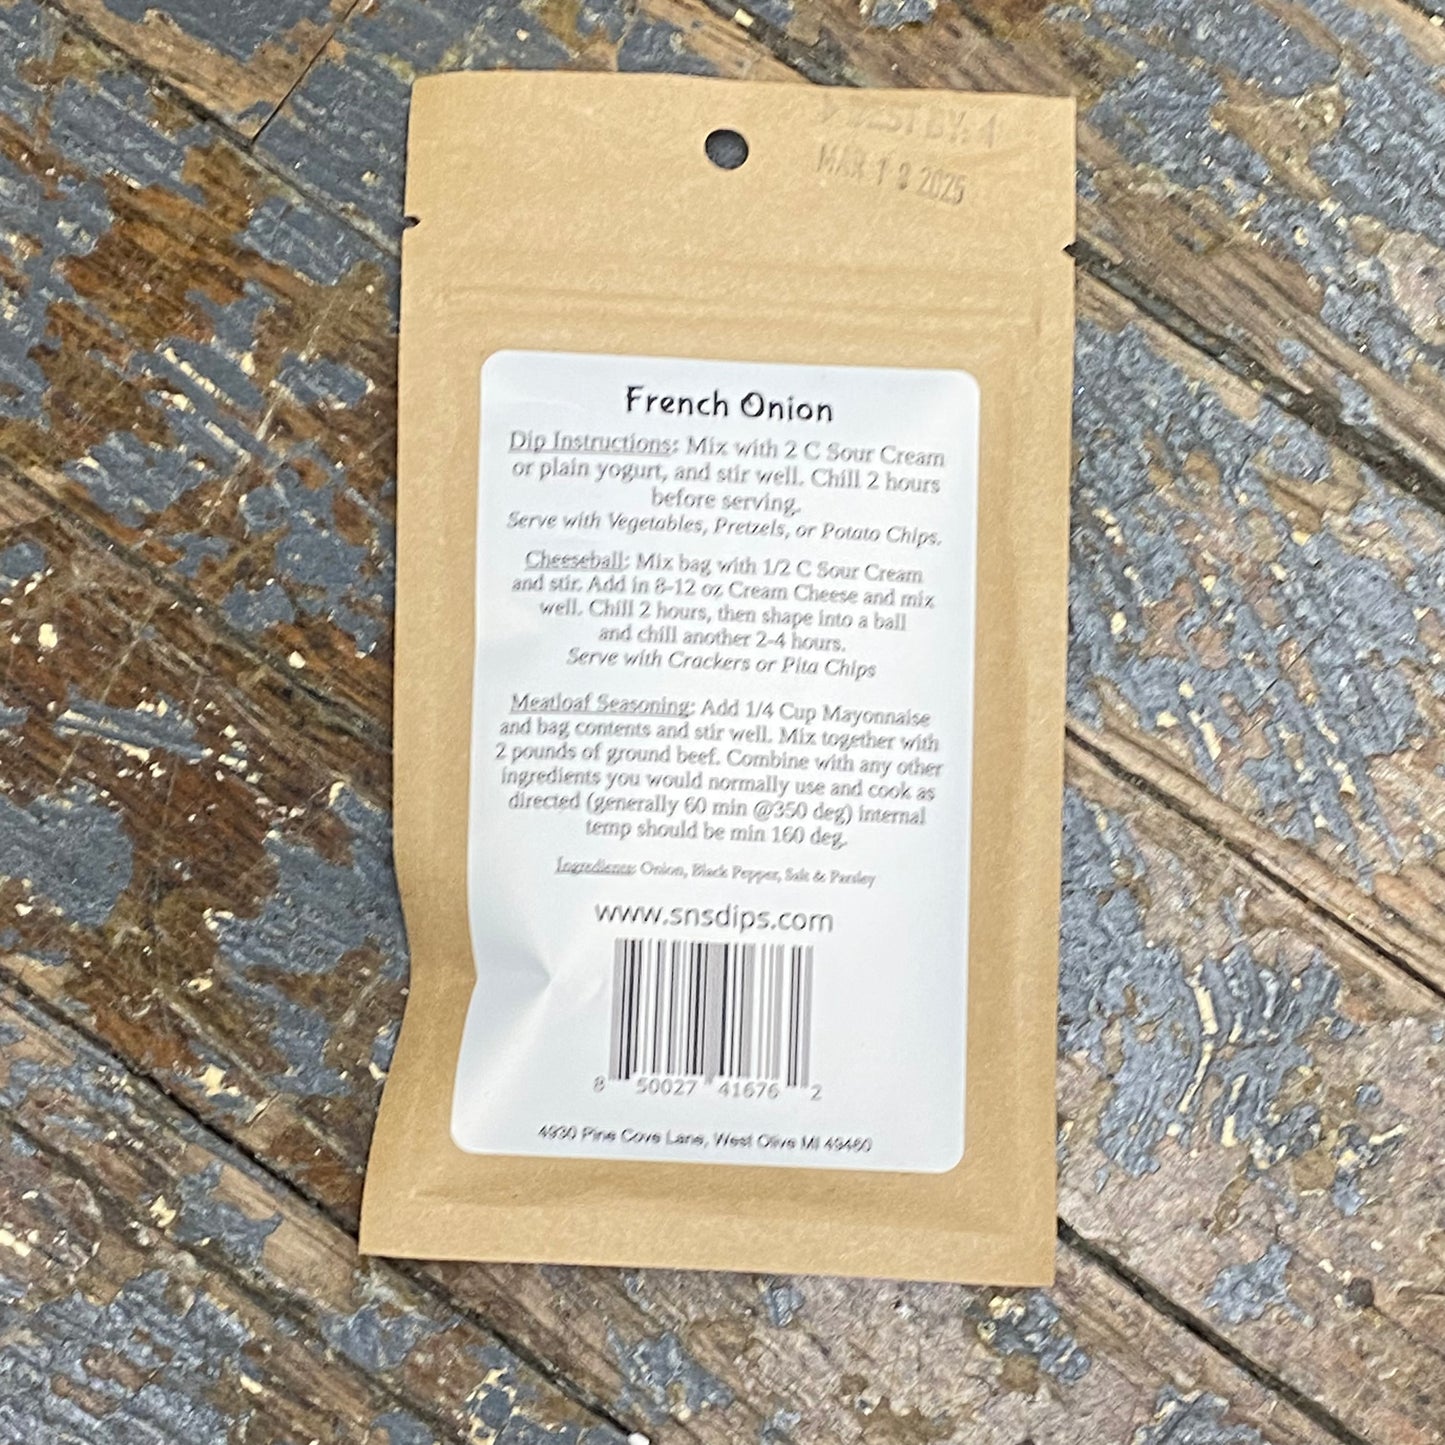 BEST BY:
MAR 18 2025
French Onion
Dip Instructions: Mix with 2 C Sour Cream
or plain yogurt, and stir well. Chill 2 hours
before serving.
Serve with Vegetables, Pretzels, or Potato Chips.
Cheeseball: Mix bag with 1/2 C Sour Cream
and stir. Add in 8-12 oz Cream Cheese and mix
well. Chill 2 hours, then shape into a ball
and chill another 2-4 hours.
Serve with Crackers or Pita Chips
Meatloaf Seasoning: Add 1/4 Cup Mayonnaise
and bag contents and stir well. Mix together with
2 pounds of ground beef. Combine with any other
ingredients you would normally use and cook as
directed (generally 60 min @350 deg) internal
temp should be min 160 deg.
Ingredients: Onion, Black Pepper, Salt & Parsley
www.snsdips.com
8 50027 41676 2
4930 Pine Cove Lane, West Olive MI 49460